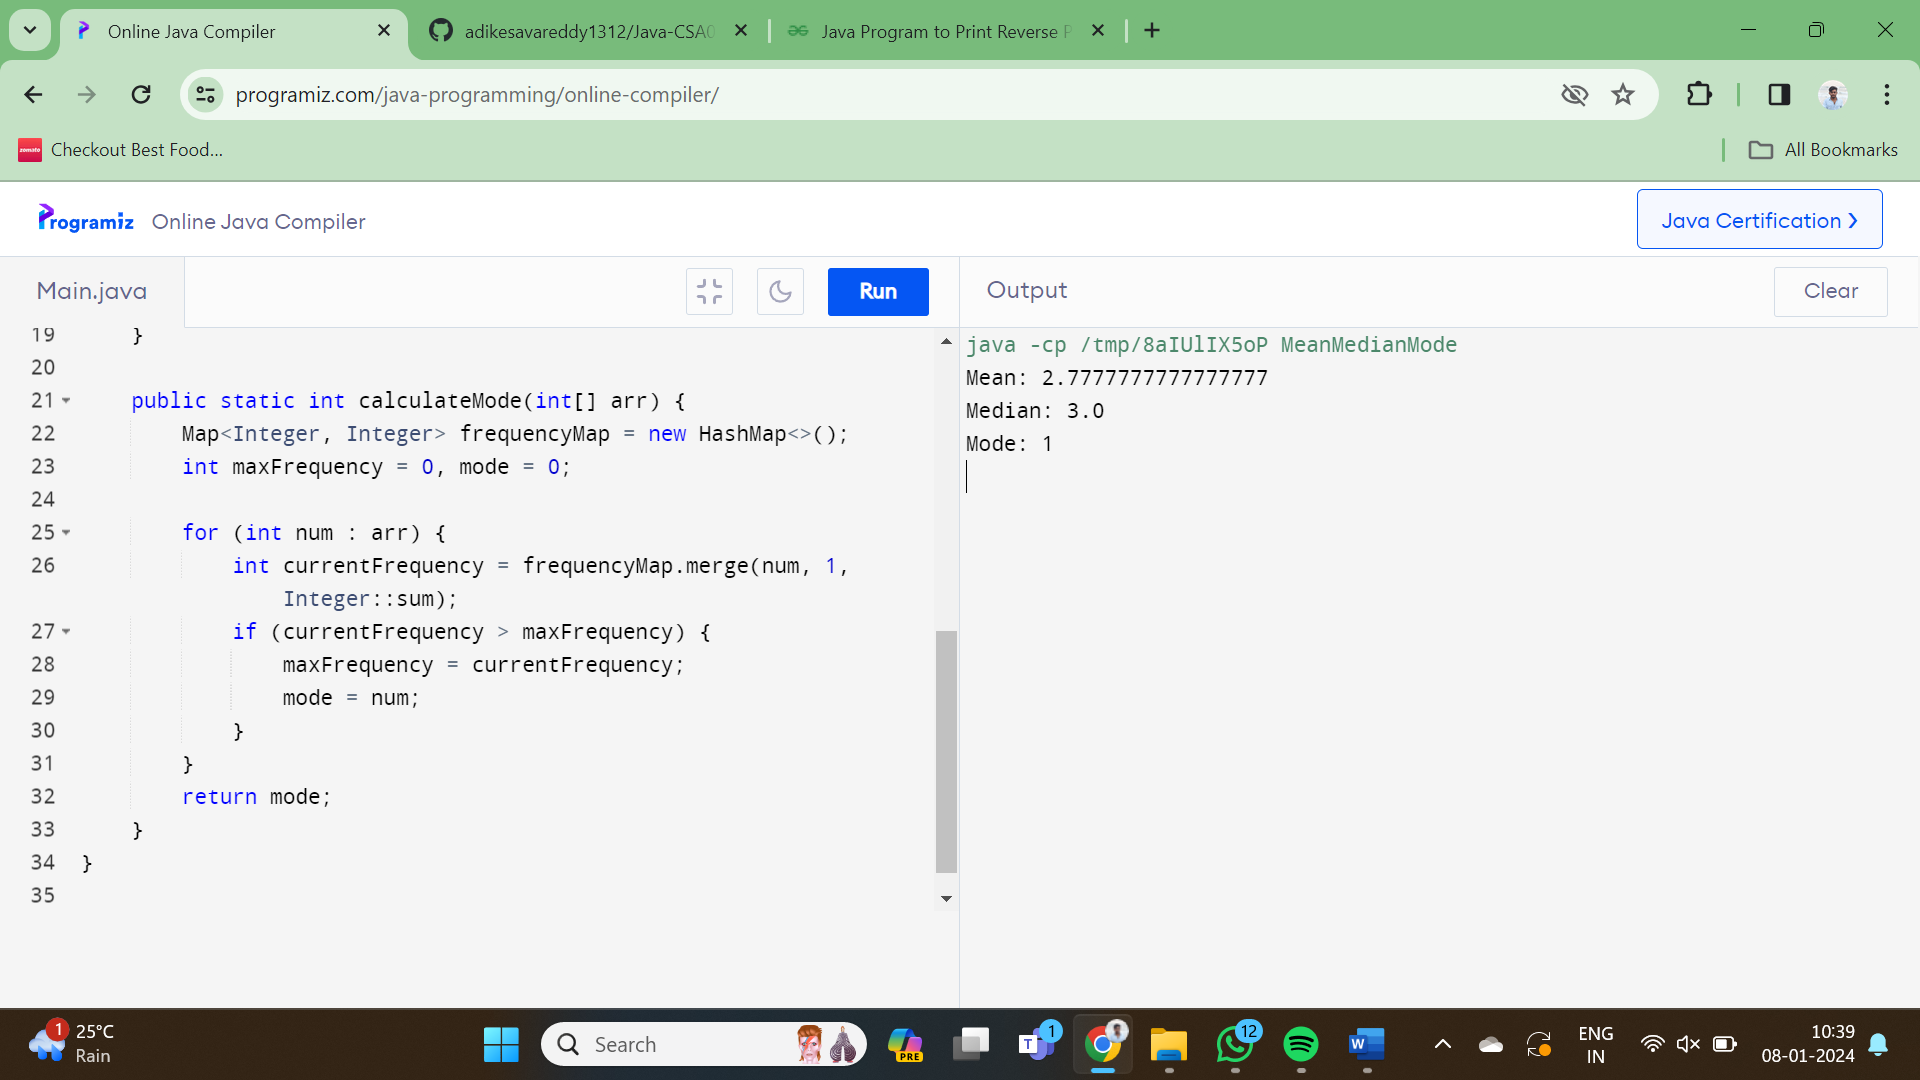 Online Java Compiler
adikesavareddy1312/Java-CSA0
Java Program to Print Reverse P
programiz.com/java-programming/online-compiler/
zomato Checkout Best Food...
All Bookmarks
Programiz Online Java Compiler
Java Certification ›
Main.java
Run
Output
Clear
19     }
20
21     public static int calculateMode(int[] arr) {
22         Map<Integer, Integer> frequencyMap = new HashMap<>();
23         int maxFrequency = 0, mode = 0;
24
25         for (int num : arr) {
26             int currentFrequency = frequencyMap.merge(num, 1,
                Integer::sum);
27             if (currentFrequency > maxFrequency) {
28                 maxFrequency = currentFrequency;
29                 mode = num;
30             }
31         }
32         return mode;
33     }
34 }
35
java -cp /tmp/8aIUlIX5oP MeanMedianMode
Mean: 2.7777777777777777
Median: 3.0
Mode: 1
1
25°C
Rain
Search
PRE
T 1
12
W
ENG
IN
10:39
08-01-2024